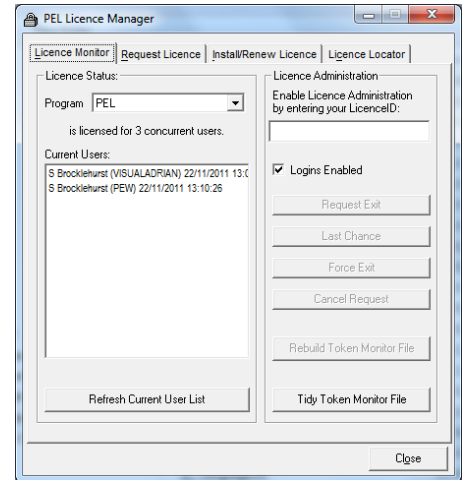 PEL Licence Manager
Licence Monitor
Request Licence
Install/Renew Licence
Licence Locator
Licence Status:
Program PEL
is licensed for 3 concurrent users.
Current Users:
S Brocklehurst (VISUALADRIAN) 22/11/2011 13:0
S Brocklehurst (PEW) 22/11/2011 13:10:26
Refresh Current User List
Licence Administration
Enable Licence Administration
by entering your LicenceID:
Logins Enabled
Request Exit
Last Chance
Force Exit
Cancel Request
Rebuild Token Monitor File
Tidy Token Monitor File
Close